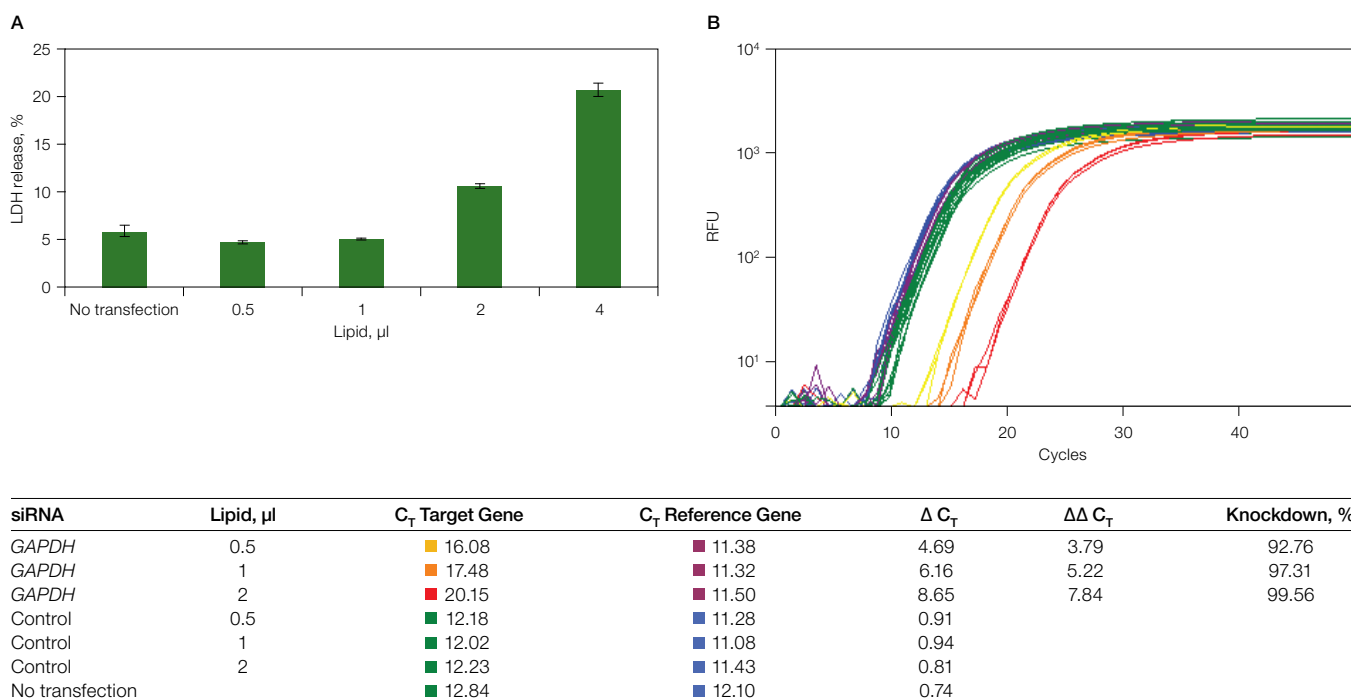 A
25
20
15
10
5
0
LDH release, %
No transfection 0.5 1 2 4
Lipid, µl
B
10⁴
10³
10²
10¹
RFU
0 10 20 30 40
Cycles
siRNA Lipid, µl C_T Target Gene C_T Reference Gene Δ C_T ΔΔ C_T Knockdown, %
GAPDH 0.5 16.08 11.38 4.69 3.79 92.76
GAPDH 1 17.48 11.32 6.16 5.22 97.31
GAPDH 2 20.15 11.50 8.65 7.84 99.56
Control 0.5 12.18 11.28 0.91
Control 1 12.02 11.08 0.94
Control 2 12.23 11.43 0.81
No transfection 12.84 12.10 0.74